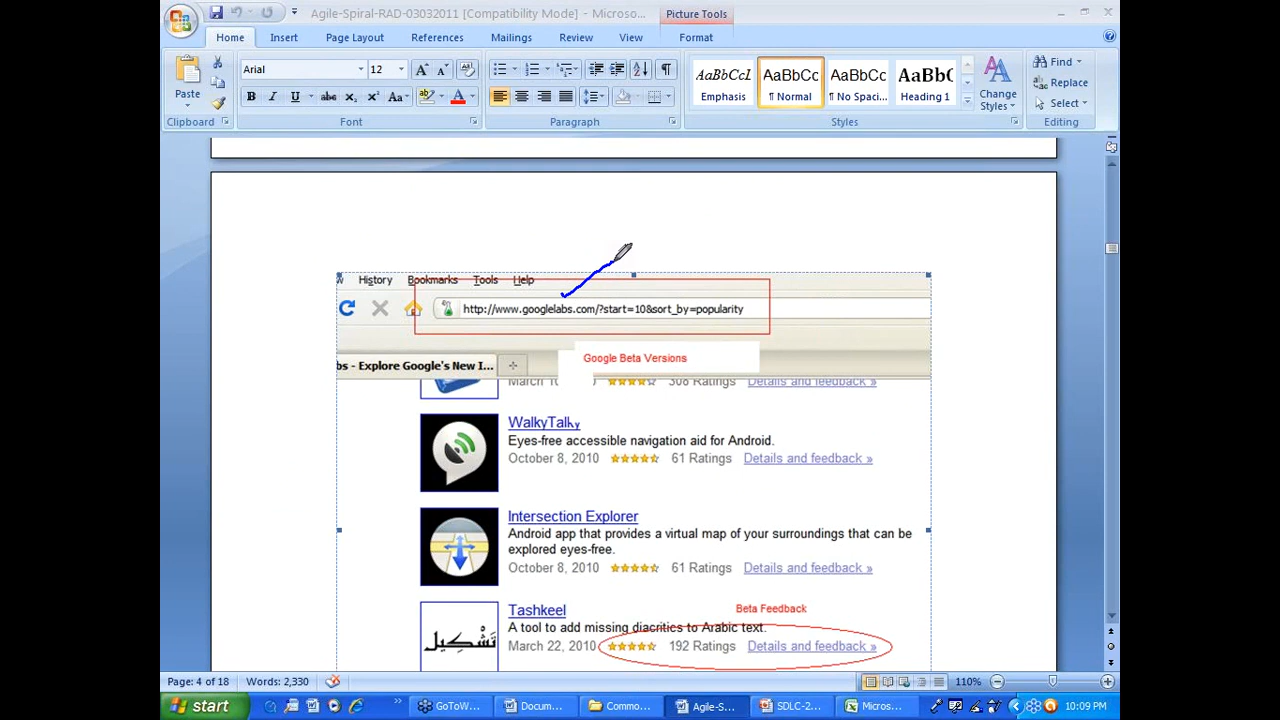 Agile-Spiral-RAD-03032011 [Compatibility Mode] - Microso...
Picture Tools
Home Insert Page Layout References Mailings Review View Format
Paste
Arial 12
AaBbCcL AaBbCc AaBbCc AaBbC
Emphasis ¶ Normal ¶ No Spaci... Heading 1
Change Styles
Find
Replace
Select
Clipboard Font Paragraph Styles Editing
History Bookmarks Tools Help
http://www.googlelabs.com/?start=10&sort_by=popularity
Google Beta Versions
bs - Explore Google's New I...
308 Ratings Details and feedback »
WalkyTalky
Eyes-free accessible navigation aid for Android.
October 8, 2010 61 Ratings Details and feedback »
Intersection Explorer
Android app that provides a virtual map of your surroundings that can be
explored eyes-free.
October 8, 2010 61 Ratings Details and feedback »
Tashkeel
Beta Feedback
A tool to add missing diacritics to Arabic text.
تَشْكِيل
March 22, 2010 192 Ratings Details and feedback »
Page: 4 of 18 Words: 2,330 110%
start GoToW... Docum... Commo... Agile-S... SDLC-2... Micros... 10:09 PM